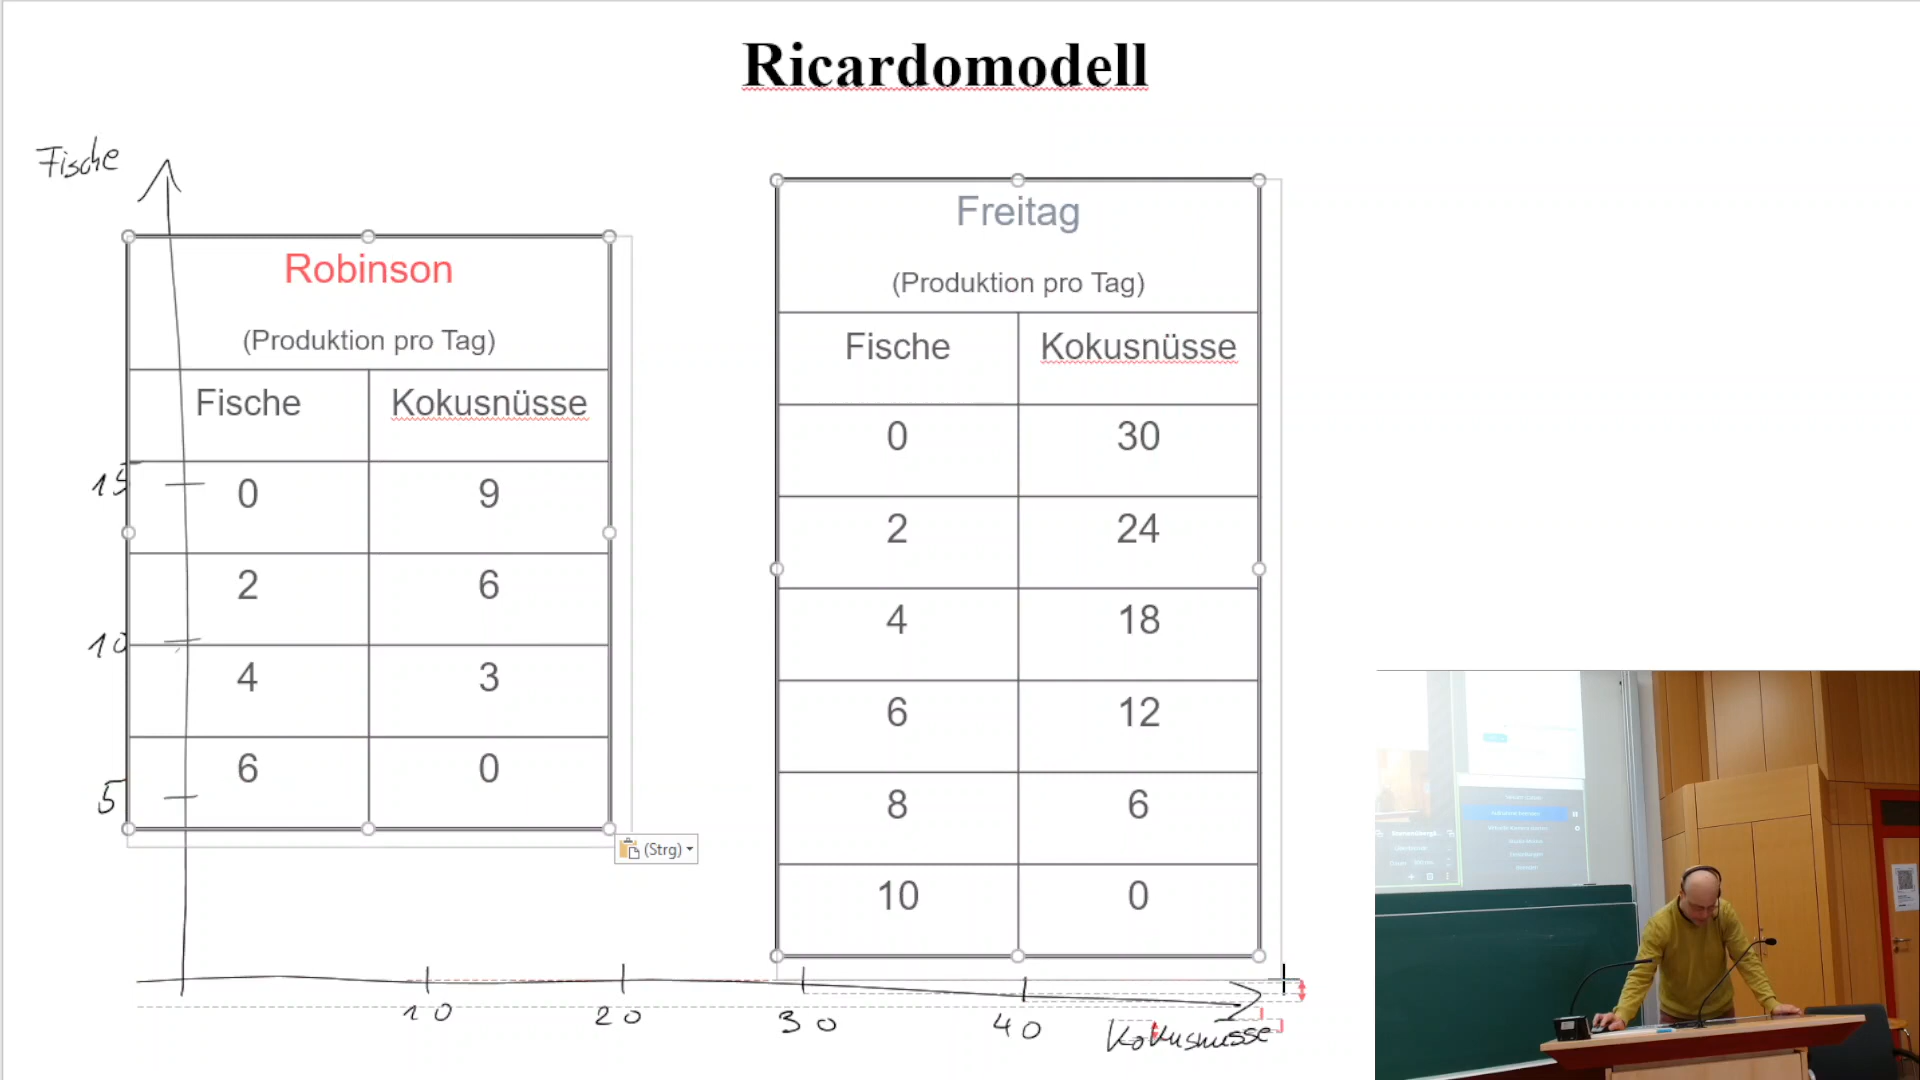 Ricardomodell
Fische
15
10
5
Robinson
(Produktion pro Tag)
Fische Kokusnüsse
0 9
2 6
4 3
6 0
(Strg)
Freitag
(Produktion pro Tag)
Fische Kokusnüsse
0 30
2 24
4 18
6 12
8 6
10 0
10 20 30 40
Kokusnüsse